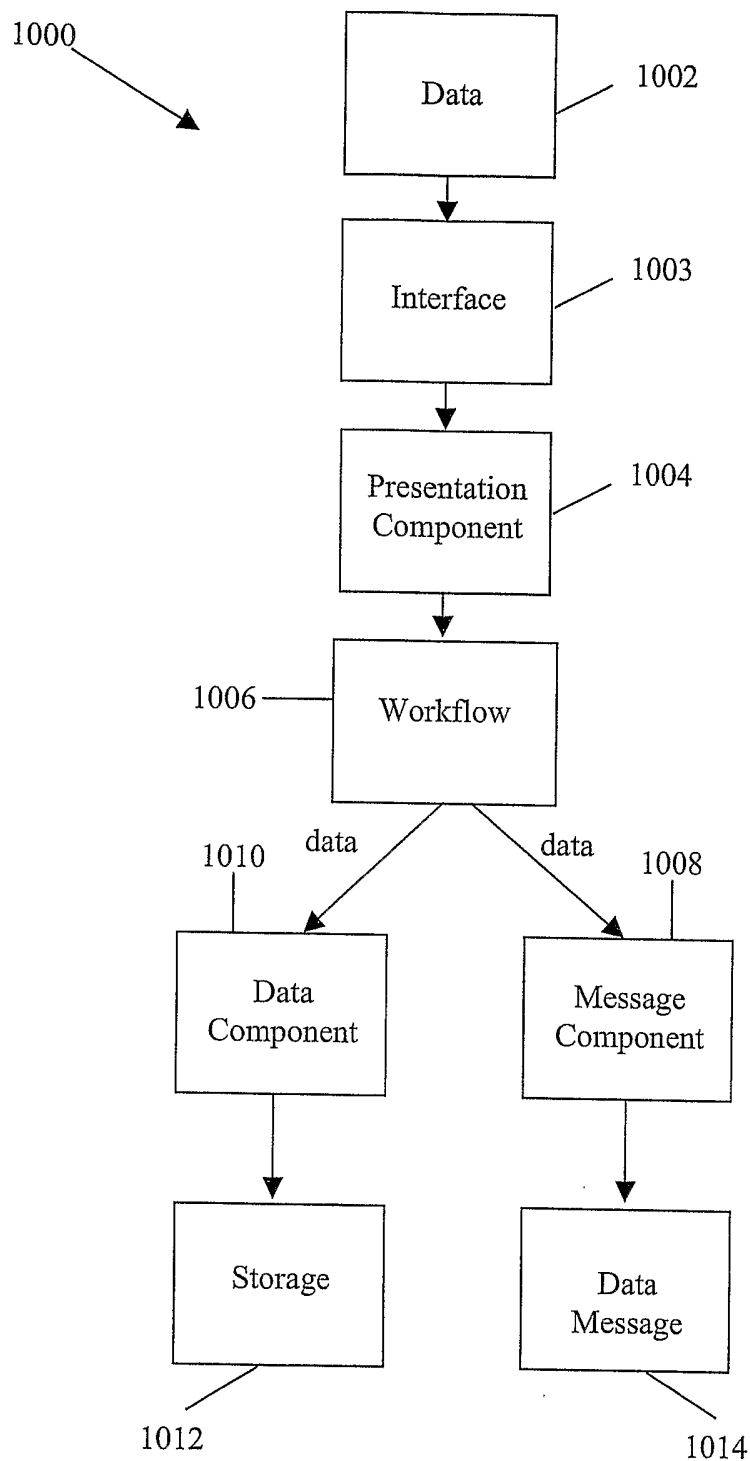 1000
Data
1002
Interface
1003
Presentation
Component
1004
1006
Workflow
data
data
1010
1008
Data
Component
Message
Component
Storage
Data
Message
1012
1014